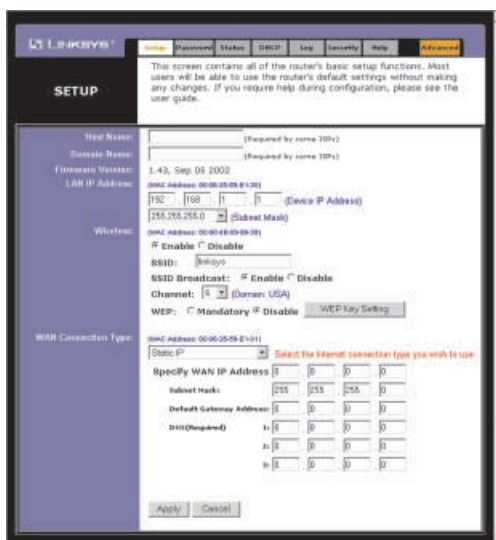 LINKSYS®
Setup Password Status DHCP Log Security Help Advanced
SETUP
This screen contains all of the router's basic setup functions. Most
users will be able to use the router's default settings without making
any changes. If you require help during configuration, please see the
user guide.
Host Name: (Required by some ISPs)
Domain Name: (Required by some ISPs)
Firmware Version: 1.43, Sep 06 2002
LAN IP Address: (MAC Address:
192 . 168 . 1 . 1 (Device IP Address)
255.255.255.0 (Subnet Mask)
Wireless: (MAC Address:
Enable Disable
SSID: linksys
SSID Broadcast: Enable Disable
Channel: 6 (Domain: USA)
WEP: Mandatory Disable WEP Key Setting
WAN Connection Type: (MAC Address:
Static IP Select the Internet connection type you wish to use
Specify WAN IP Address 0 . 0 . 0 . 0
Subnet Mask: 255 . 255 . 255 . 0
Default Gateway Address: 0 . 0 . 0 . 0
DNS(Required) 1: 0 . 0 . 0 . 0
2: 0 . 0 . 0 . 0
3: 0 . 0 . 0 . 0
Apply Cancel